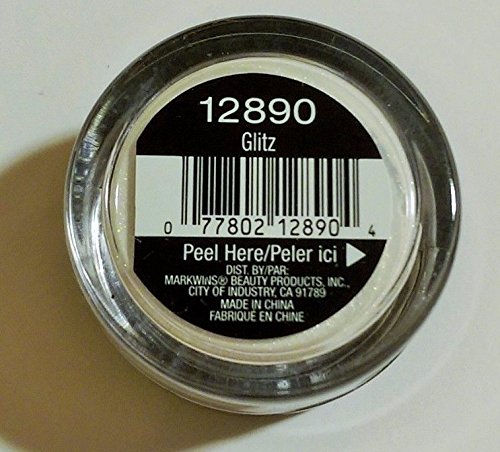 12890
Glitz
0 77802 12890 4
Peel Here/Peler ici
DIST. BY/PAR:
MARKWINS® BEAUTY PRODUCTS, INC.,
CITY OF INDUSTRY, CA 91789
MADE IN CHINA
FABRIQUÉ EN CHINE